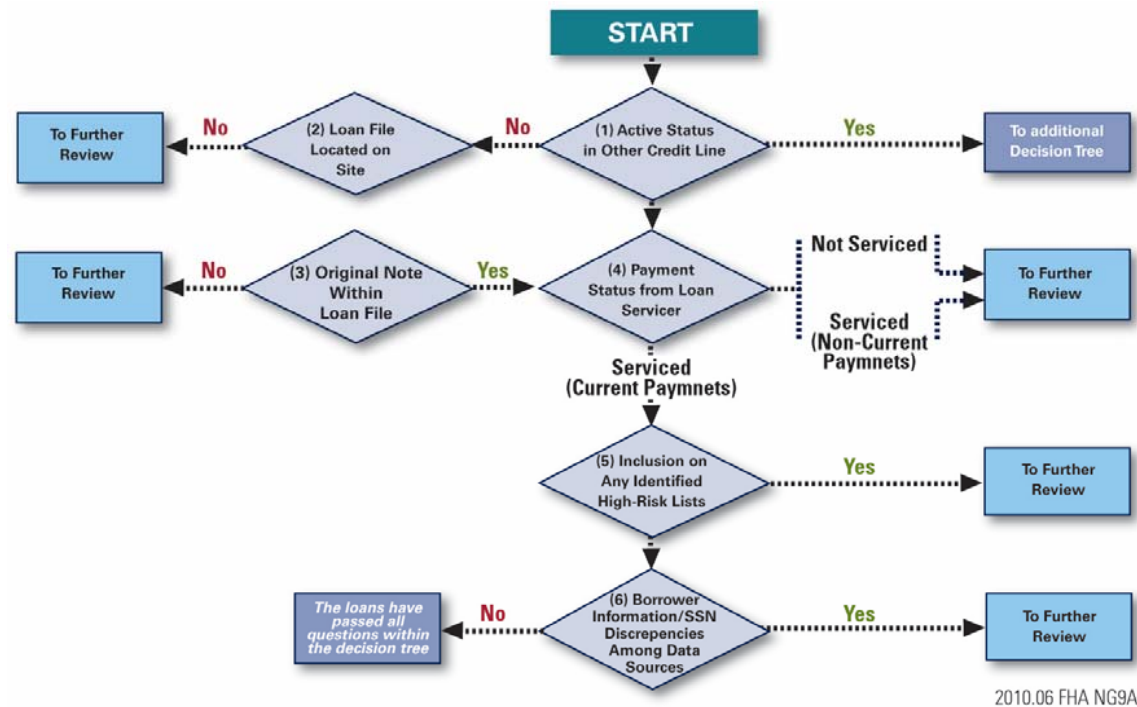 START
To Further
Review
No
(2) Loan File
Located on
Site
No
(1) Active Status
in Other Credit Line
Yes
To additional
Decision Tree
To Further
Review
No
(3) Original Note
Within
Loan File
Yes
(4) Payment
Status from Loan
Servicer
Not Serviced
Serviced
(Non-Current
Paymnets)
To Further
Review
Serviced
(Current Paymnets)
(5) Inclusion on
Any Identified
High-Risk Lists
Yes
To Further
Review
The loans have
passed all
questions within
the decision tree
No
(6) Borrower
Information/SSN
Discrepencies
Among Data
Sources
Yes
To Further
Review
2010.06 FHA NG9A